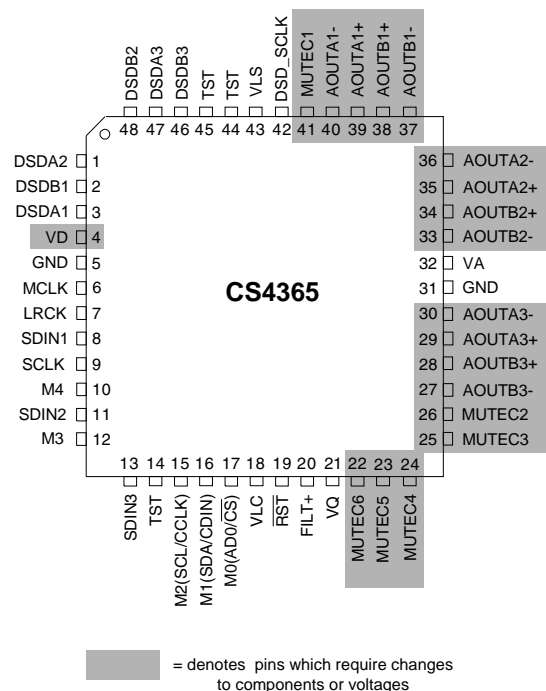 DSDB2
DSDA3
DSDB3
TST
TST
VLS
DSD_SCLK
MUTEC1
AOUTA1-
AOUTA1+
AOUTB1+
AOUTB1-
48 47 46 45 44 43 42 41 40 39 38 37
DSDA2 1
DSDB1 2
DSDA1 3
VD 4
GND 5
MCLK 6
LRCK 7
SDIN1 8
SCLK 9
M4 10
SDIN2 11
M3 12
CS4365
36 AOUTA2-
35 AOUTA2+
34 AOUTB2+
33 AOUTB2-
32 VA
31 GND
30 AOUTA3-
29 AOUTA3+
28 AOUTB3+
27 AOUTB3-
26 MUTEC2
25 MUTEC3
13 14 15 16 17 18 19 20 21 22 23 24
SDIN3
TST
M2(SCL/CCLK)
M1(SDA/CDIN)
M0(AD0/CS)
VLC
RST
FILT+
VQ
MUTEC6
MUTEC5
MUTEC4
= denotes pins which require changes
to components or voltages